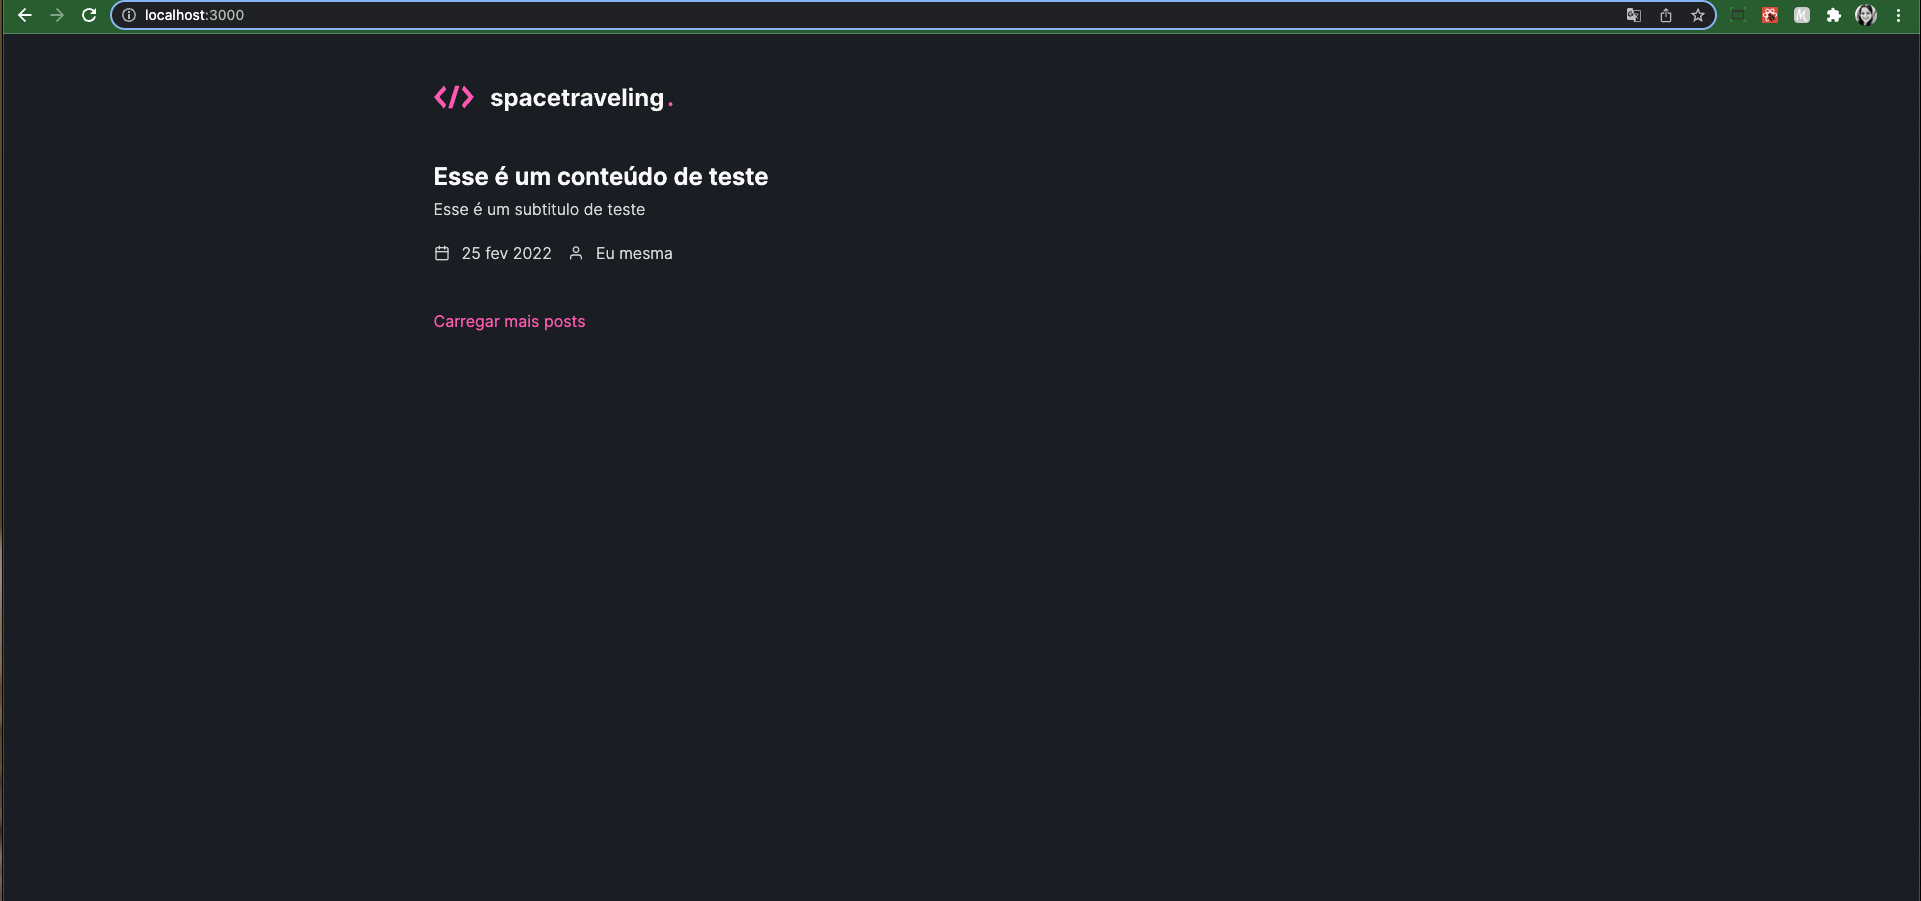 localhost:3000
</> spacetraveling.
Esse é um conteúdo de teste
Esse é um subtitulo de teste
25 fev 2022 Eu mesma
Carregar mais posts